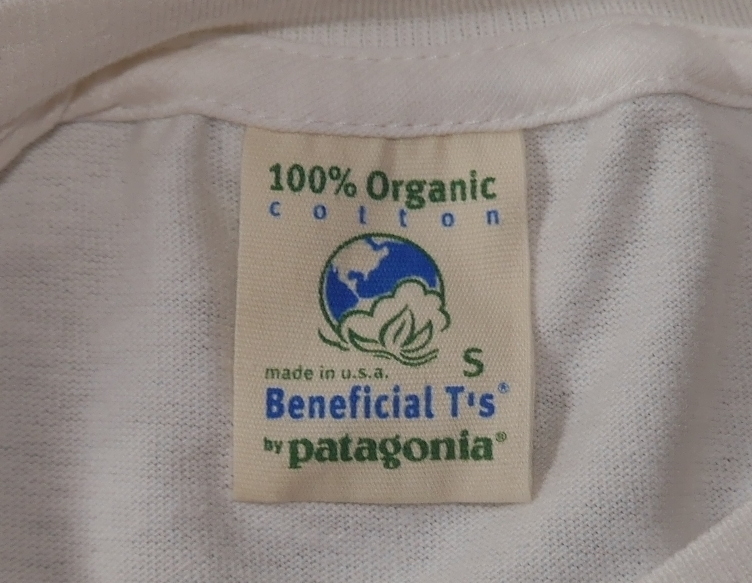 100% Organic
cotton
S
made in u.s.a.
Beneficial T's®
by patagonia®